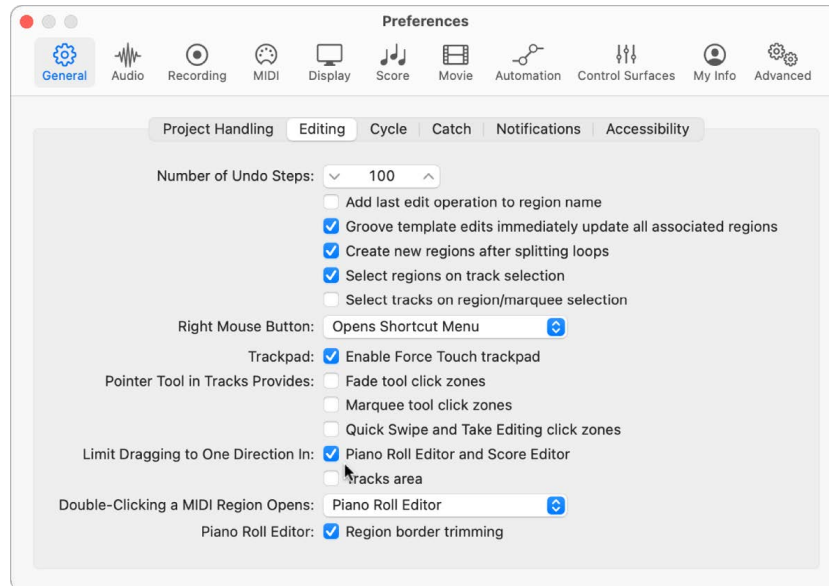 Preferences
General Audio Recording MIDI Display Score Movie Automation Control Surfaces My Info Advanced
Project Handling Editing Cycle Catch Notifications Accessibility
Number of Undo Steps: 100
Add last edit operation to region name
Groove template edits immediately update all associated regions
Create new regions after splitting loops
Select regions on track selection
Select tracks on region/marquee selection
Right Mouse Button: Opens Shortcut Menu
Trackpad: Enable Force Touch trackpad
Pointer Tool in Tracks Provides: Fade tool click zones
Marquee tool click zones
Quick Swipe and Take Editing click zones
Limit Dragging to One Direction In: Piano Roll Editor and Score Editor
Tracks area
Double-Clicking a MIDI Region Opens: Piano Roll Editor
Piano Roll Editor: Region border trimming